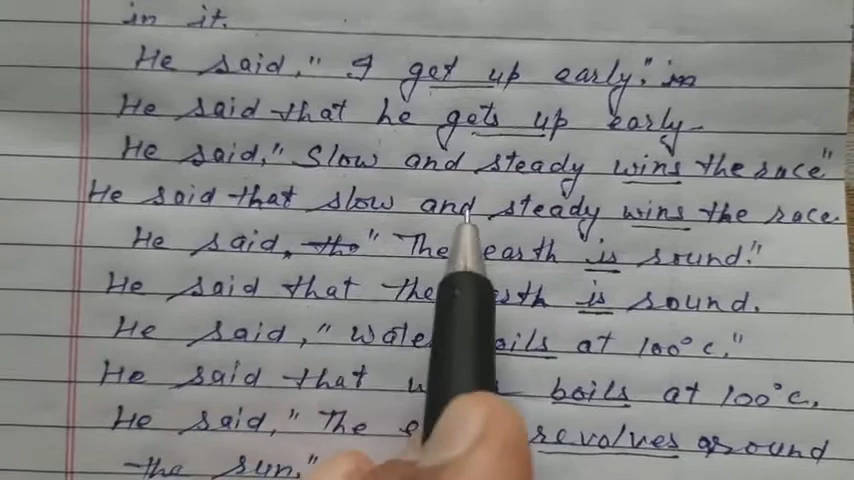 in it.
He said," I get up early". in
He said that he gets up early-
He said," Slow and steady wins the race"
He said that slow and steady wins the race.
He said, " The earth is round."
He said that the earth is round.
He said, " Water boils at 100°c."
He said that boils at 100°c.
He said, " The revolves around
the sun."